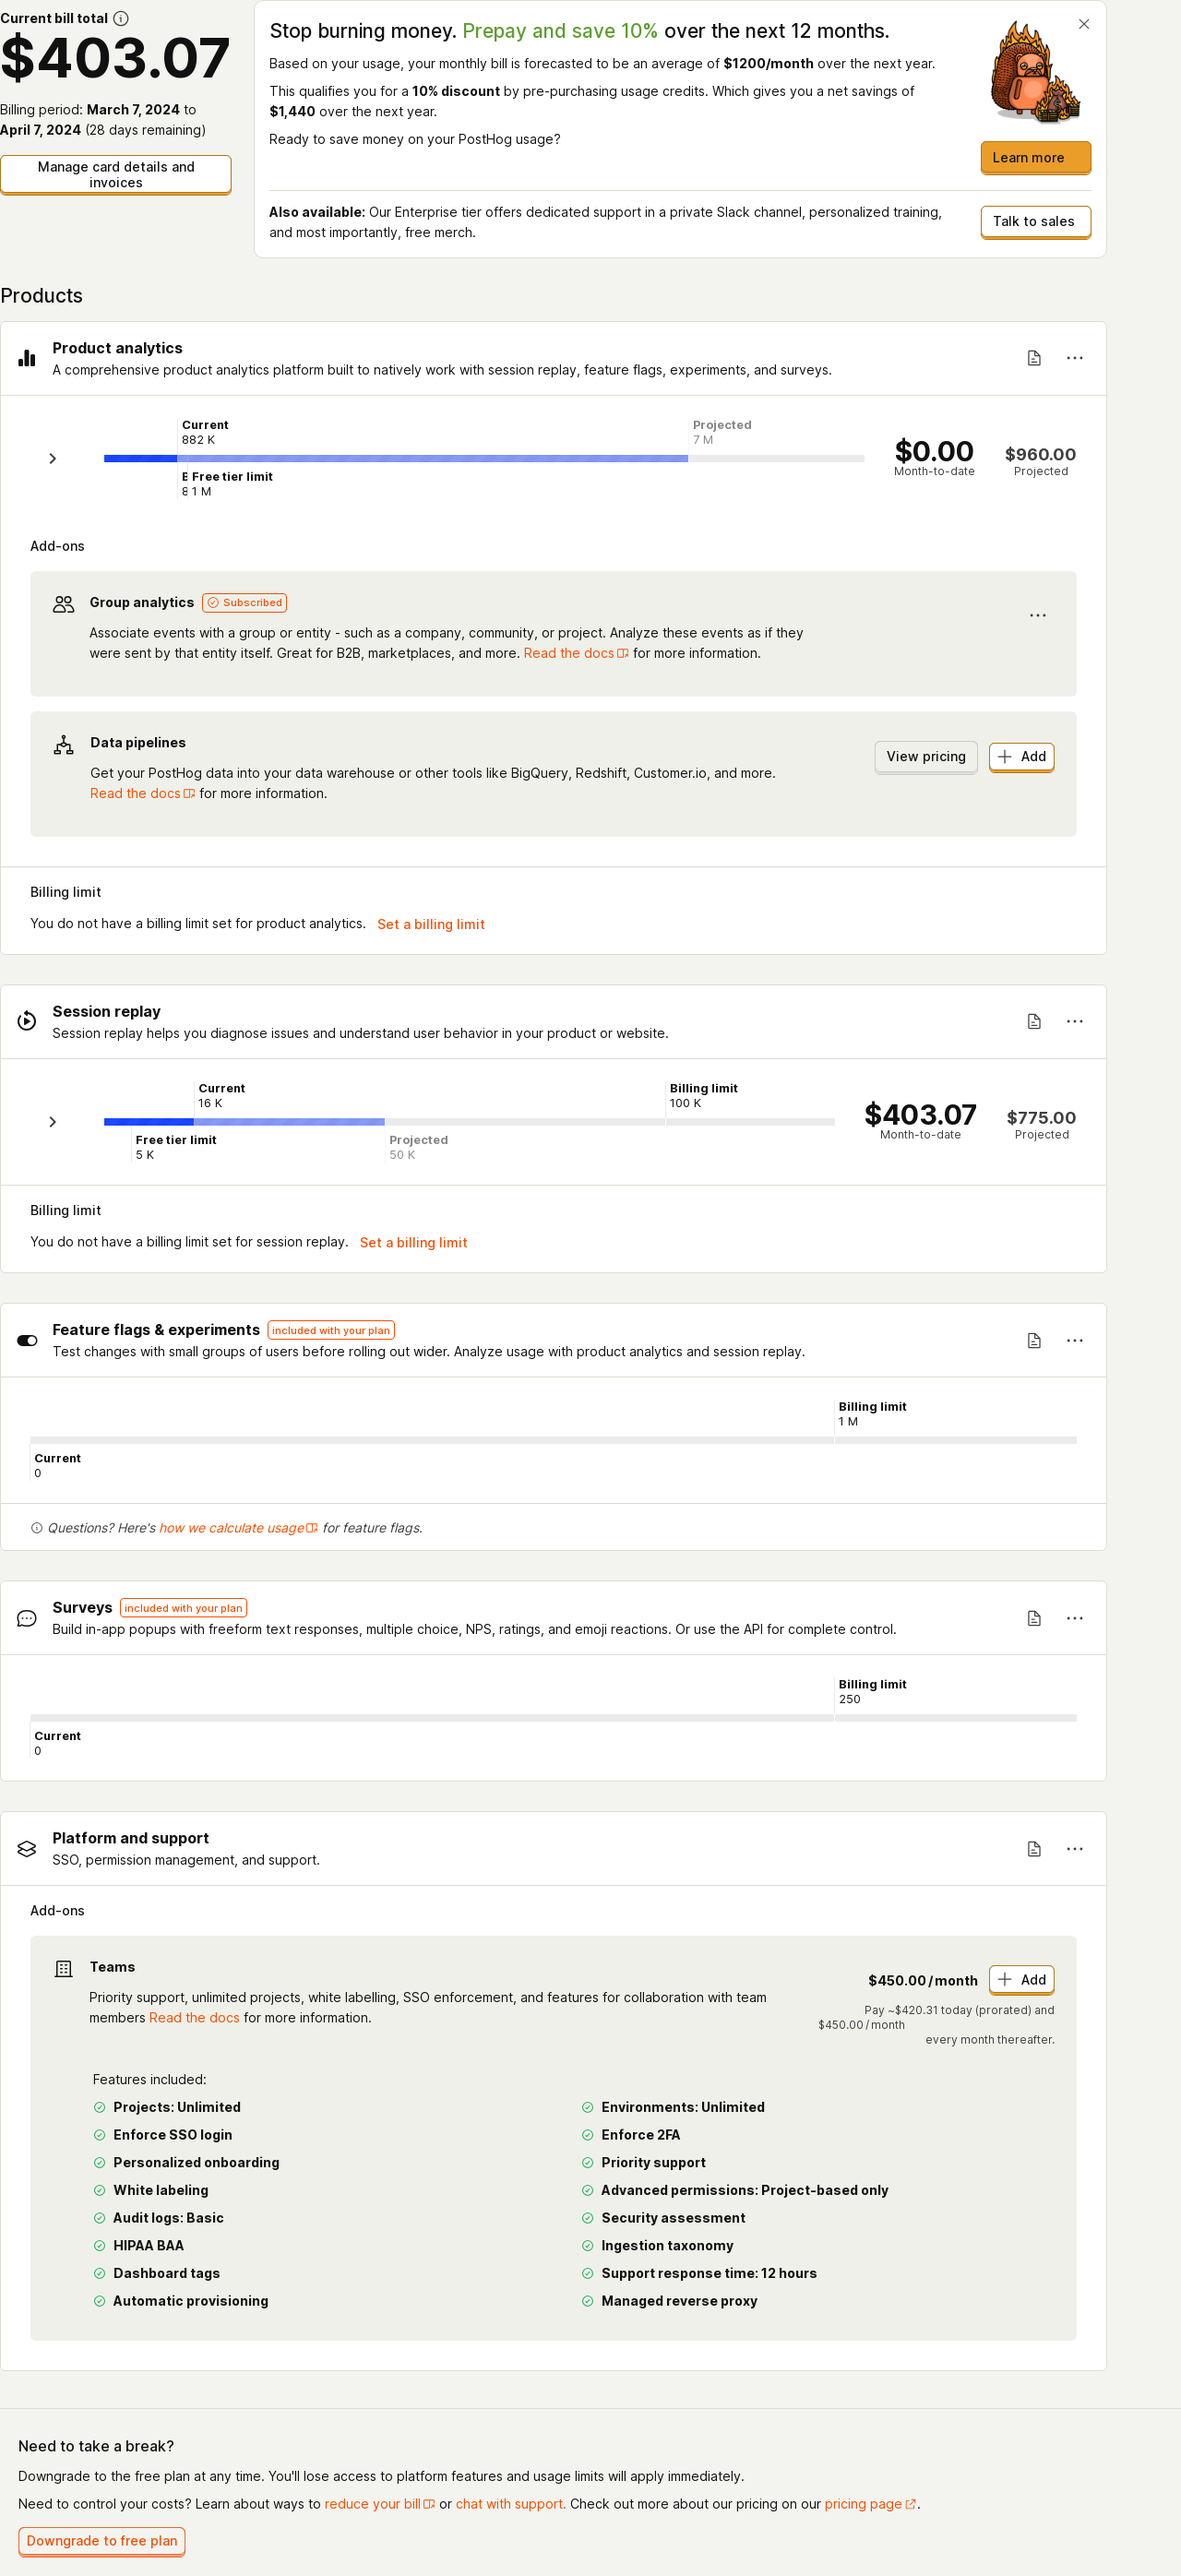 Current bill total
$403.07
Billing period: March 7, 2024 to
April 7, 2024 (28 days remaining)
Manage card details and
invoices
Stop burning money. Prepay and save 10% over the next 12 months.
Based on your usage, your monthly bill is forecasted to be an average of $1200/month over the next year.
This qualifies you for a 10% discount by pre-purchasing usage credits. Which gives you a net savings of
$1,440 over the next year.
Ready to save money on your PostHog usage?
Learn more
Also available: Our Enterprise tier offers dedicated support in a private Slack channel, personalized training,
and most importantly, free merch.
Talk to sales
Products
Product analytics
A comprehensive product analytics platform built to natively work with session replay, feature flags, experiments, and surveys.
Current
882 K
Projected
7 M
Free tier limit
1 M
$0.00
Month-to-date
$960.00
Projected
Add-ons
Group analytics Subscribed
Associate events with a group or entity - such as a company, community, or project. Analyze these events as if they
were sent by that entity itself. Great for B2B, marketplaces, and more. Read the docs for more information.
Data pipelines
Get your PostHog data into your data warehouse or other tools like BigQuery, Redshift, Customer.io, and more.
Read the docs for more information.
View pricing
Add
Billing limit
You do not have a billing limit set for product analytics. Set a billing limit
Session replay
Session replay helps you diagnose issues and understand user behavior in your product or website.
Current
16 K
Billing limit
100 K
Free tier limit
5 K
Projected
50 K
$403.07
Month-to-date
$775.00
Projected
Billing limit
You do not have a billing limit set for session replay. Set a billing limit
Feature flags & experiments included with your plan
Test changes with small groups of users before rolling out wider. Analyze usage with product analytics and session replay.
Billing limit
1 M
Current
0
Questions? Here's how we calculate usage for feature flags.
Surveys included with your plan
Build in-app popups with freeform text responses, multiple choice, NPS, ratings, and emoji reactions. Or use the API for complete control.
Billing limit
250
Current
0
Platform and support
SSO, permission management, and support.
Add-ons
Teams
Priority support, unlimited projects, white labelling, SSO enforcement, and features for collaboration with team
members Read the docs for more information.
$450.00/month
Add
Pay ~$420.31 today (prorated) and
$450.00/month
every month thereafter.
Features included:
Projects: Unlimited
Environments: Unlimited
Enforce SSO login
Enforce 2FA
Personalized onboarding
Priority support
White labeling
Advanced permissions: Project-based only
Audit logs: Basic
Security assessment
HIPAA BAA
Ingestion taxonomy
Dashboard tags
Support response time: 12 hours
Automatic provisioning
Managed reverse proxy
Need to take a break?
Downgrade to the free plan at any time. You'll lose access to platform features and usage limits will apply immediately.
Need to control your costs? Learn about ways to reduce your bill or chat with support. Check out more about our pricing on our pricing page.
Downgrade to free plan